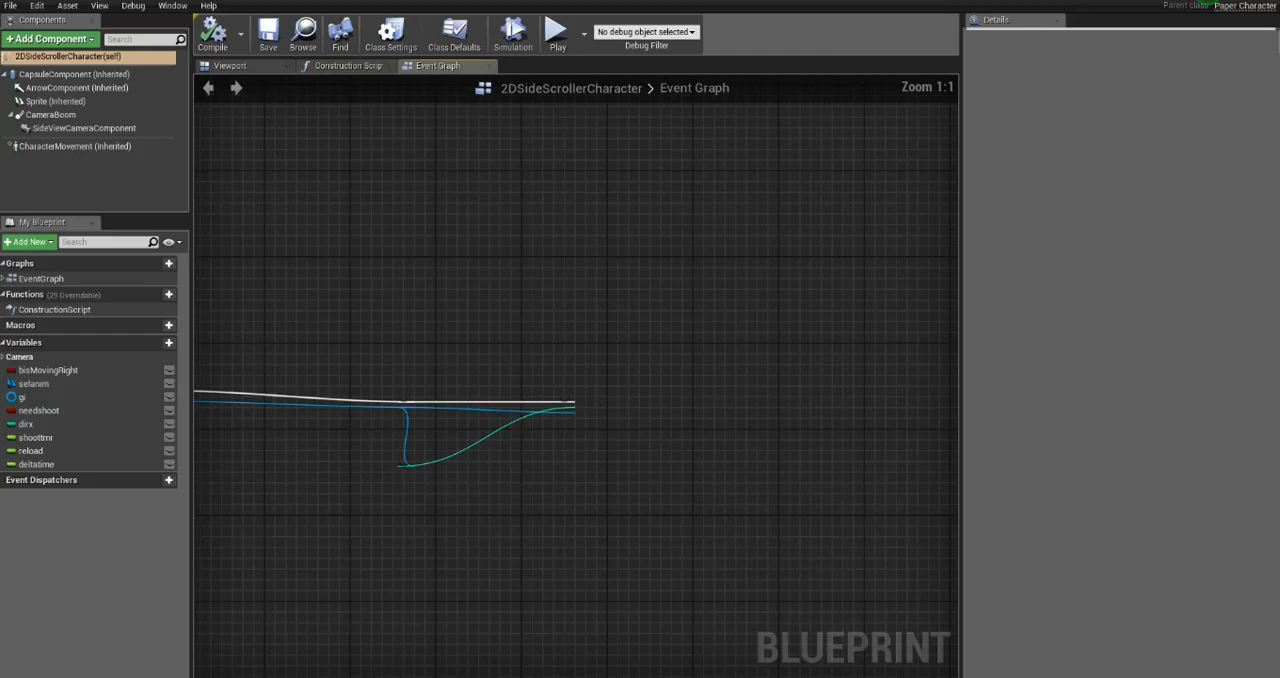 File Edit Asset View Debug Window Help
Parent class: Paper Character
Components
+ Add Component
Search
2DSideScrollerCharacter(self)
CapsuleComponent (Inherited)
ArrowComponent (Inherited)
Sprite (Inherited)
CameraBoom
SideViewCameraComponent
CharacterMovement (Inherited)
My Blueprint
+ Add New
Search
Graphs
EventGraph
Functions (29 Overridable)
ConstructionScript
Macros
Variables
Camera
bisMovingRight
selanim
gi
needshoot
dirx
shoottmr
reload
deltatime
Event Dispatchers
Compile
Save
Browse
Find
Class Settings
Class Defaults
Simulation
Play
No debug object selected
Debug Filter
Viewport
Construction Scrip
Event Graph
2DSideScrollerCharacter > Event Graph
Zoom 1:1
BLUEPRINT
Details